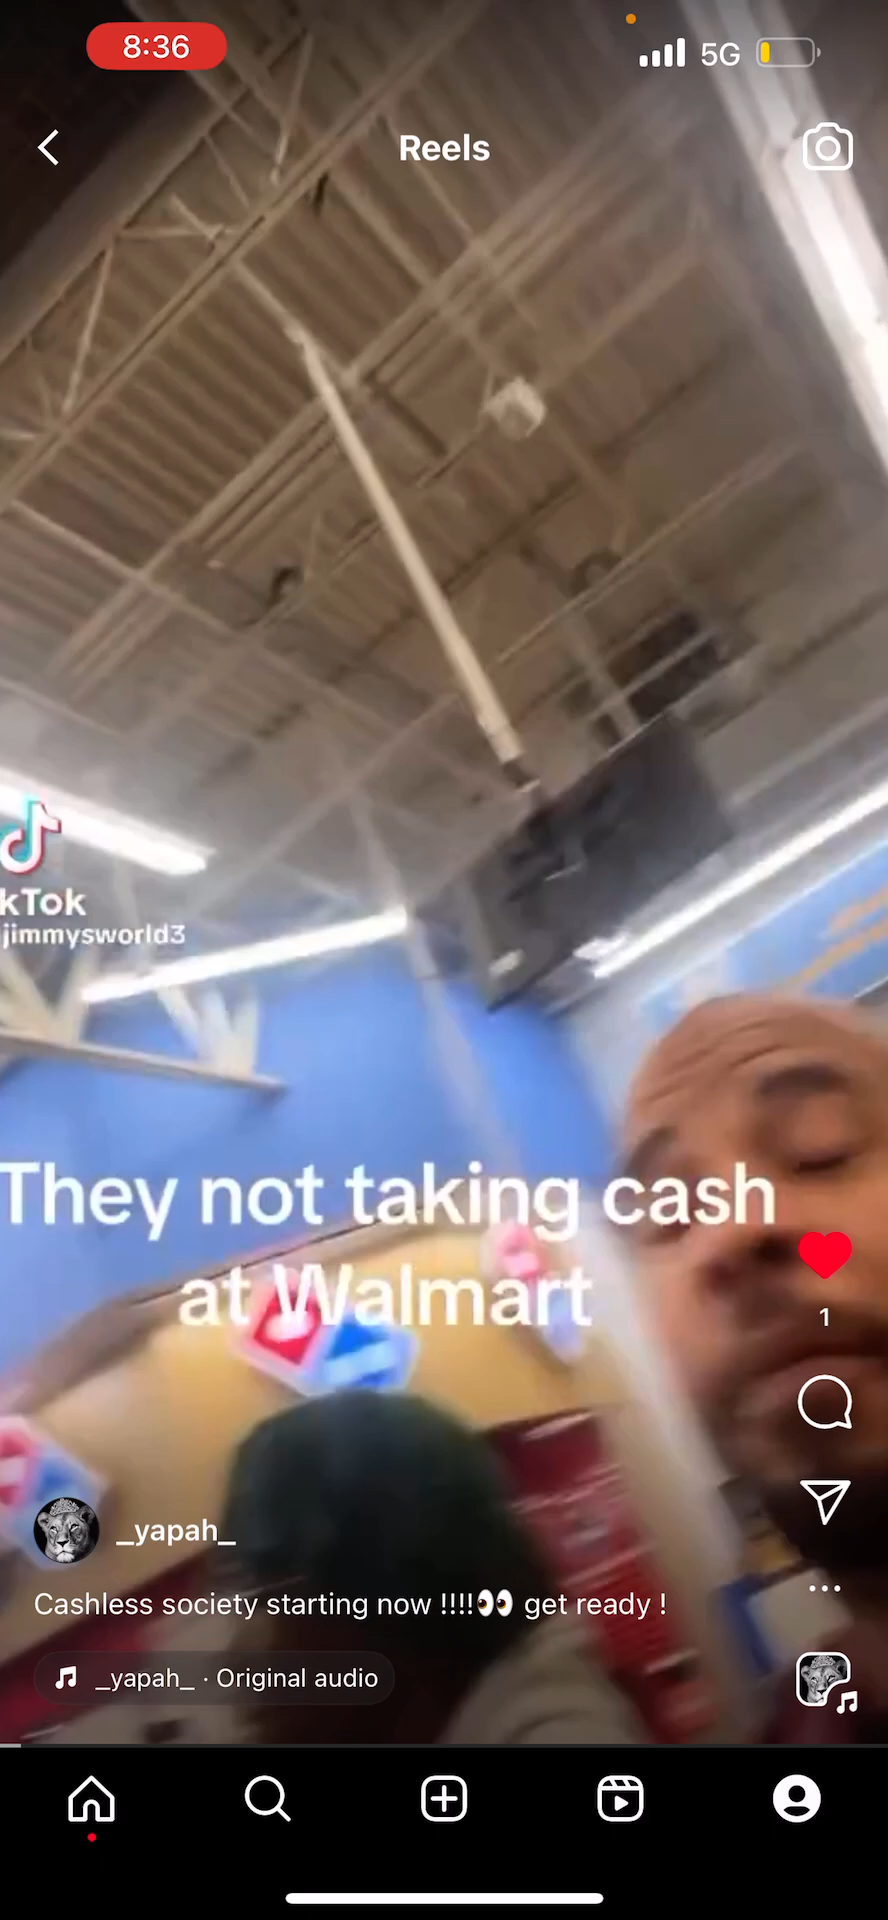 8:36
5G
Reels
kTok
jimmysworld3
They not taking cash
at Walmart
1
_yapah_
Cashless society starting now !!!!👀 get ready !
_yapah_ · Original audio